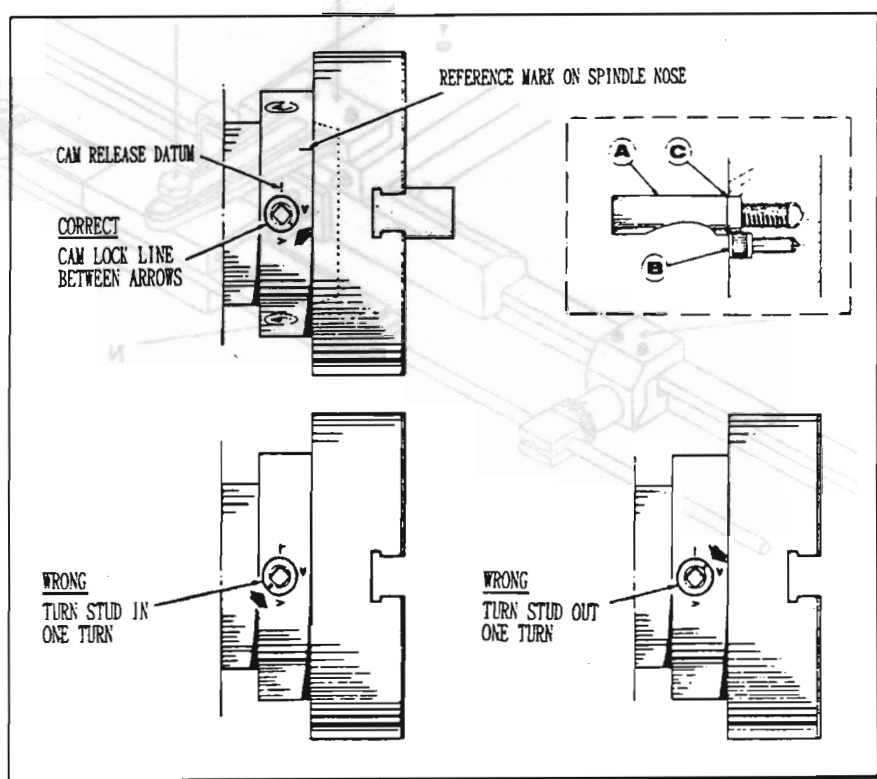 REFERENCE MARK ON SPINDLE NOSE
CAM RELEASE DATUM
CORRECT
CAM LOCK LINE
BETWEEN ARROWS
A
C
B
WRONG
TURN STUD IN
ONE TURN
WRONG
TURN STUD OUT
ONE TURN